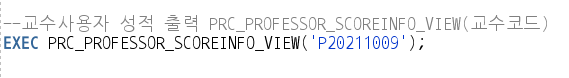 --교수사용자 성적 출력 PRC_PROFESSOR_SCOREINFO_VIEW(교수코드)
EXEC PRC_PROFESSOR_SCOREINFO_VIEW('P20211009');